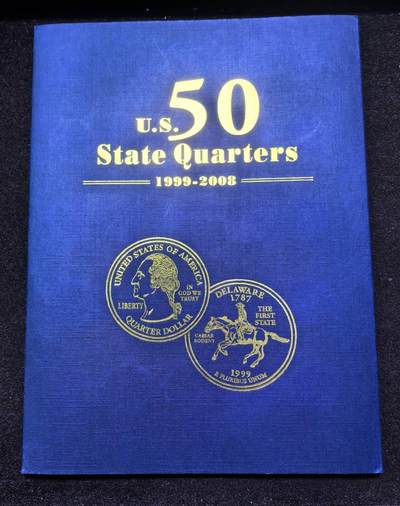 U.S. 50
State Quarters
1999-2008
UNITED STATES OF AMERICA
LIBERTY
IN
GOD WE
TRUST
QUARTER DOLLAR
DELAWARE
1787
THE
FIRST
STATE
CAESAR
RODNEY
1999
E PLURIBUS UNUM